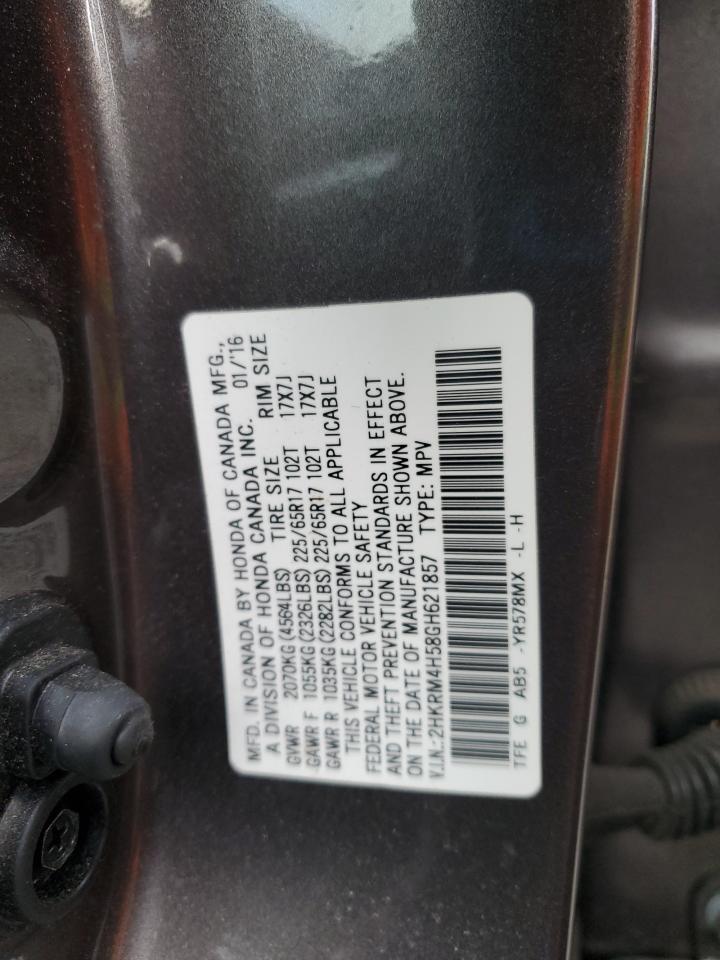 MFD. IN CANADA BY HONDA OF CANADA MFG.,
A DIVISION OF HONDA CANADA INC. 01/'16
GVWR 2070KG (4564LBS) TIRE SIZE RIM SIZE
GAWR F 1055KG (2326LBS) 225/65R17 102T 17X7J
GAWR R 1035KG (2282LBS) 225/65R17 102T 17X7J
THIS VEHICLE CONFORMS TO ALL APPLICABLE
FEDERAL MOTOR VEHICLE SAFETY
AND THEFT PREVENTION STANDARDS IN EFFECT
ON THE DATE OF MANUFACTURE SHOWN ABOVE.
V.I.N.:2HKRM4H58GH621857 TYPE: MPV
TFE G AB5 -YR578MX -L -H